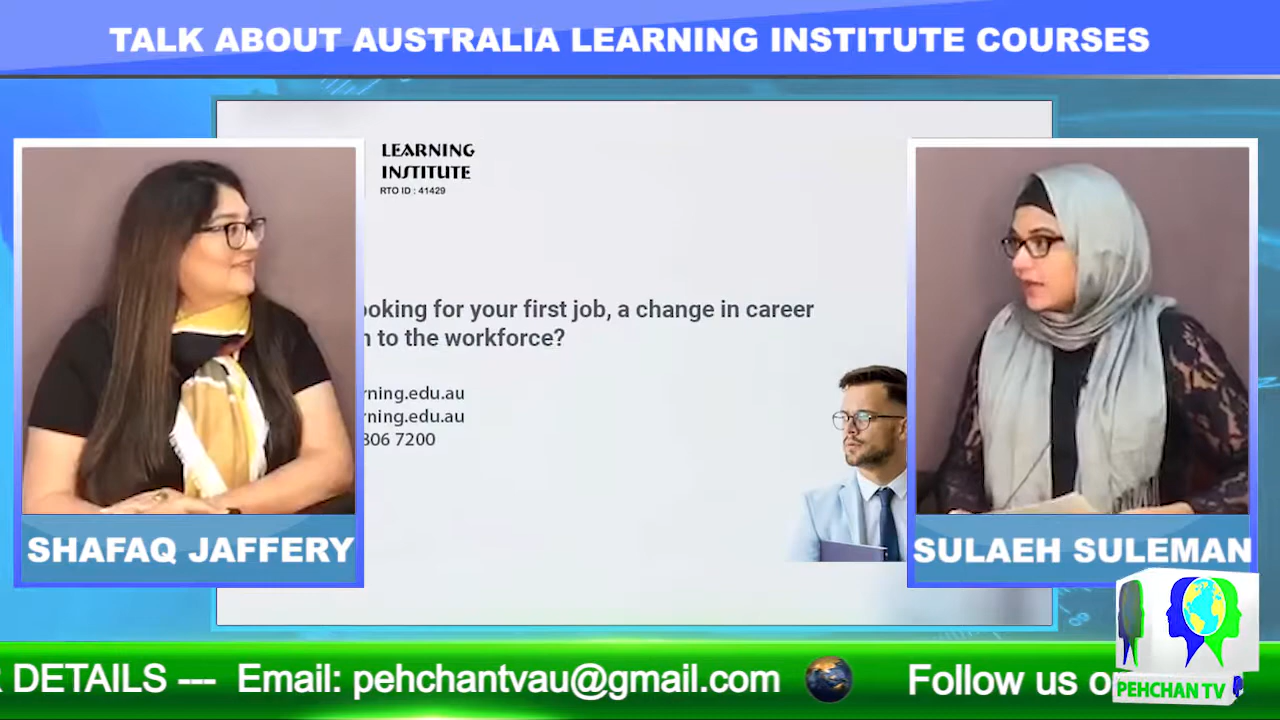 TALK ABOUT AUSTRALIA LEARNING INSTITUTE COURSES
LEARNING
INSTITUTE
RTO ID : 41429
ooking for your first job, a change in career
n to the workforce?
rning.edu.au
rning.edu.au
306 7200
SHAFAQ JAFFERY
SULAEH SULEMAN
R DETAILS --- Email: pehchantvau@gmail.com Follow us o
PEHCHAN TV